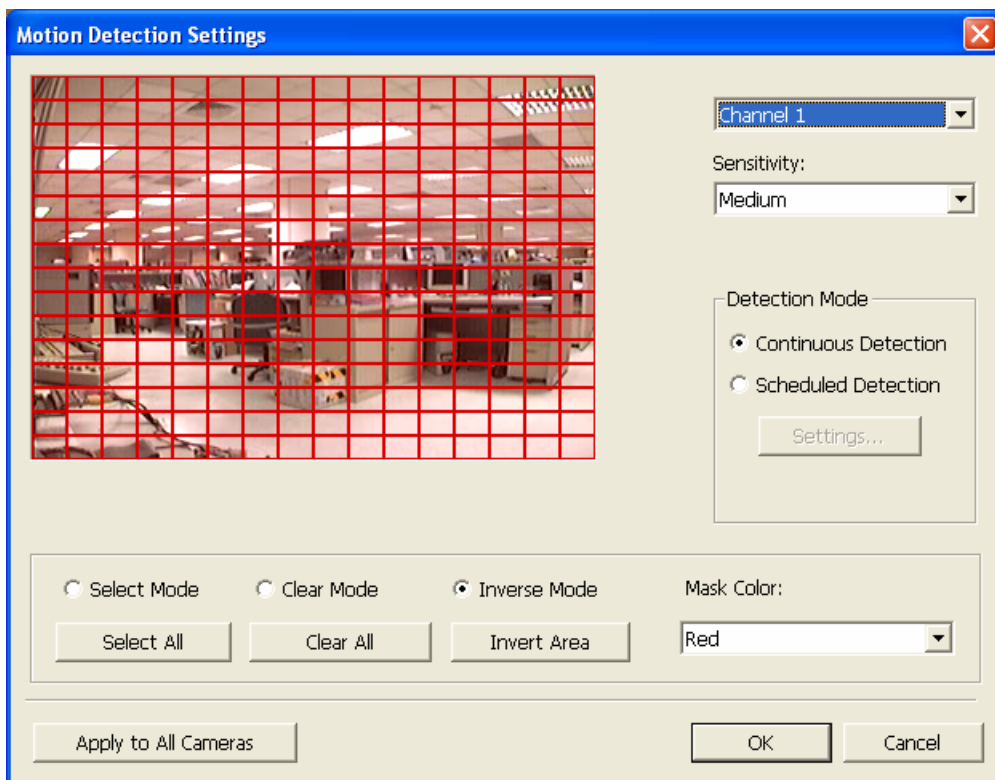 Motion Detection Settings
Channel 1
Sensitivity:
Medium
Detection Mode
Continuous Detection
Scheduled Detection
Settings...
Select Mode
Clear Mode
Inverse Mode
Mask Color:
Select All
Clear All
Invert Area
Red
Apply to All Cameras
OK
Cancel